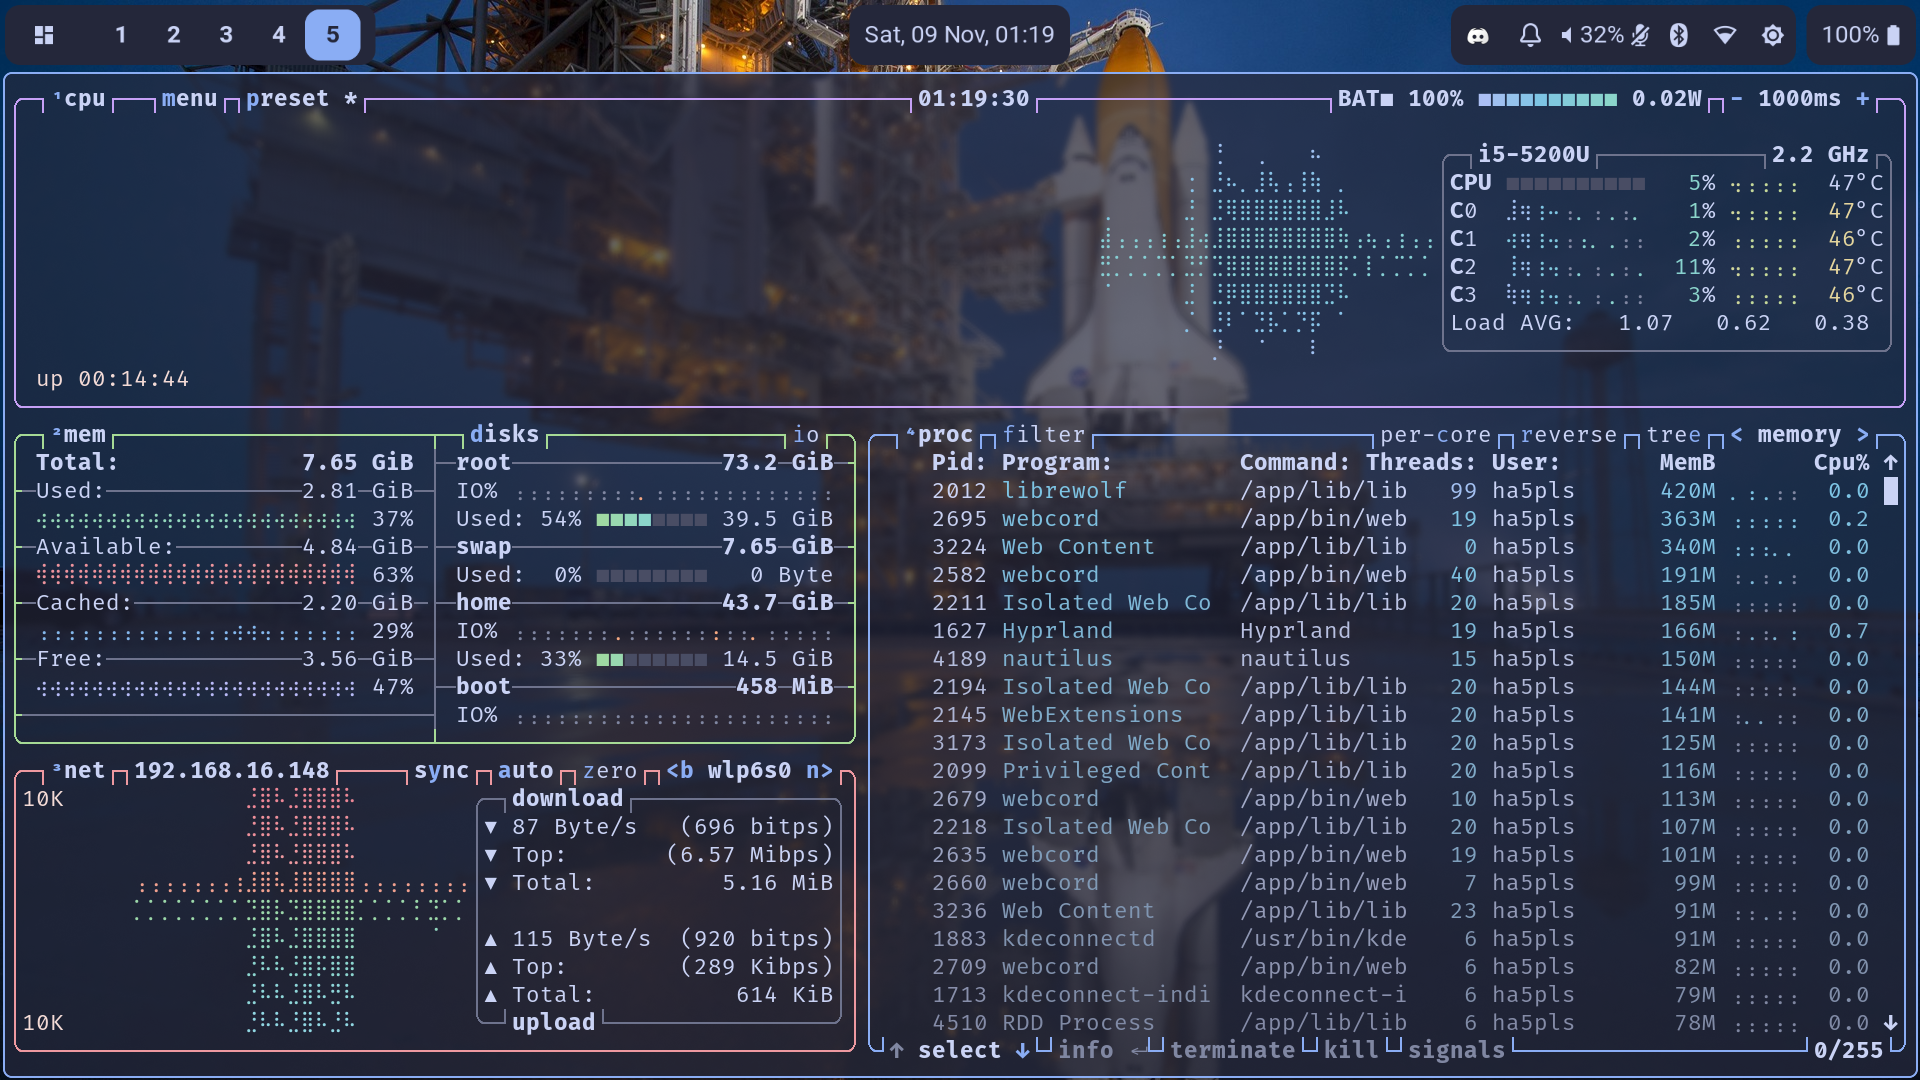 1 2 3 4 5
Sat, 09 Nov, 01:19
32% 100%
¹cpu menu preset * 01:19:30 BAT■ 100% 0.02W - 1000ms +
i5-5200U 2.2 GHz
CPU 5% 47°C
C0 1% 47°C
C1 2% 46°C
C2 11% 47°C
C3 3% 46°C
Load AVG: 1.07 0.62 0.38
up 00:14:44
²mem disks io
Total: 7.65 GiB
Used: 2.81 GiB
37%
Available: 4.84 GiB
63%
Cached: 2.20 GiB
29%
Free: 3.56 GiB
47%
root 73.2 GiB
IO%
Used: 54% 39.5 GiB
swap 7.65 GiB
Used: 0% 0 Byte
home 43.7 GiB
IO%
Used: 33% 14.5 GiB
boot 458 MiB
IO%
³net 192.168.16.148 sync auto zero <b wlp6s0 n>
10K
10K
download
▼ 87 Byte/s (696 bitps)
▼ Top: (6.57 Mibps)
▼ Total: 5.16 MiB
▲ 115 Byte/s (920 bitps)
▲ Top: (289 Kibps)
▲ Total: 614 KiB
upload
⁴proc filter per-core reverse tree < memory >
Pid: Program: Command: Threads: User: MemB Cpu% ↑
2012 librewolf /app/lib/lib 99 ha5pls 420M 0.0
2695 webcord /app/bin/web 19 ha5pls 363M 0.2
3224 Web Content /app/lib/lib 0 ha5pls 340M 0.0
2582 webcord /app/bin/web 40 ha5pls 191M 0.0
2211 Isolated Web Co /app/lib/lib 20 ha5pls 185M 0.0
1627 Hyprland Hyprland 19 ha5pls 166M 0.7
4189 nautilus nautilus 15 ha5pls 150M 0.0
2194 Isolated Web Co /app/lib/lib 20 ha5pls 144M 0.0
2145 WebExtensions /app/lib/lib 20 ha5pls 141M 0.0
3173 Isolated Web Co /app/lib/lib 20 ha5pls 125M 0.0
2099 Privileged Cont /app/lib/lib 20 ha5pls 116M 0.0
2679 webcord /app/bin/web 10 ha5pls 113M 0.0
2218 Isolated Web Co /app/lib/lib 20 ha5pls 107M 0.0
2635 webcord /app/bin/web 19 ha5pls 101M 0.0
2660 webcord /app/bin/web 7 ha5pls 99M 0.0
3236 Web Content /app/lib/lib 23 ha5pls 91M 0.0
1883 kdeconnectd /usr/bin/kde 6 ha5pls 91M 0.0
2709 webcord /app/bin/web 6 ha5pls 82M 0.0
1713 kdeconnect-indi kdeconnect-i 6 ha5pls 79M 0.0
4510 RDD Process /app/lib/lib 6 ha5pls 78M 0.0 ↓
↑ select ↓ info ↵ terminate kill signals 0/255